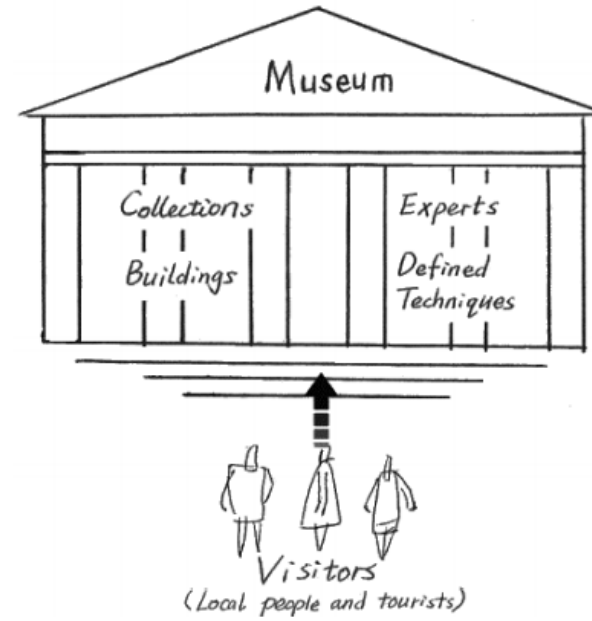 Museum
Collections
Buildings
Experts
Defined
Techniques
Visitors
(Local people and tourists)